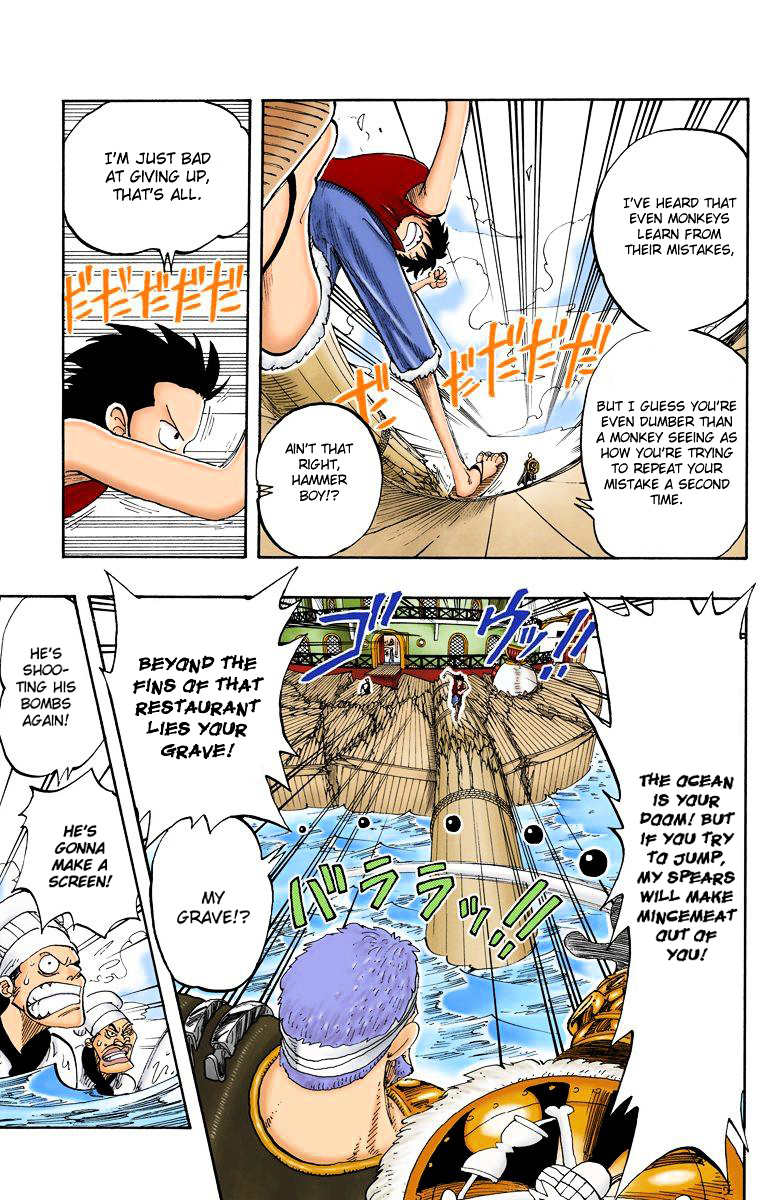 I'VE HEARD THAT
EVEN MONKEYS
LEARN FROM
THEIR MISTAKES,
BUT I GUESS YOU'RE
EVEN DUMBER THAN
A MONKEY SEEING AS
HOW YOU'RE TRYING
TO REPEAT YOUR
MISTAKE A SECOND
TIME.
AIN'T THAT
RIGHT,
HAMMER
BOY!?
だだだだだ
I'M JUST BAD
AT GIVING UP,
THAT'S ALL.
だだだだだ
THE OCEAN
IS YOUR
DOOM! BUT
IF YOU TRY
TO JUMP,
MY SPEARS
WILL MAKE
MINCEMEAT
OUT OF
YOU!
ゴウッ!!
BEYOND THE
FINS OF THAT
RESTAURANT
LIES YOUR
GRAVE!
バララッ!!
MY
GRAVE!?
HE'S
SHOO-
TING HIS
BOMBS
AGAIN!
HE'S
GONNA
MAKE A
SCREEN!